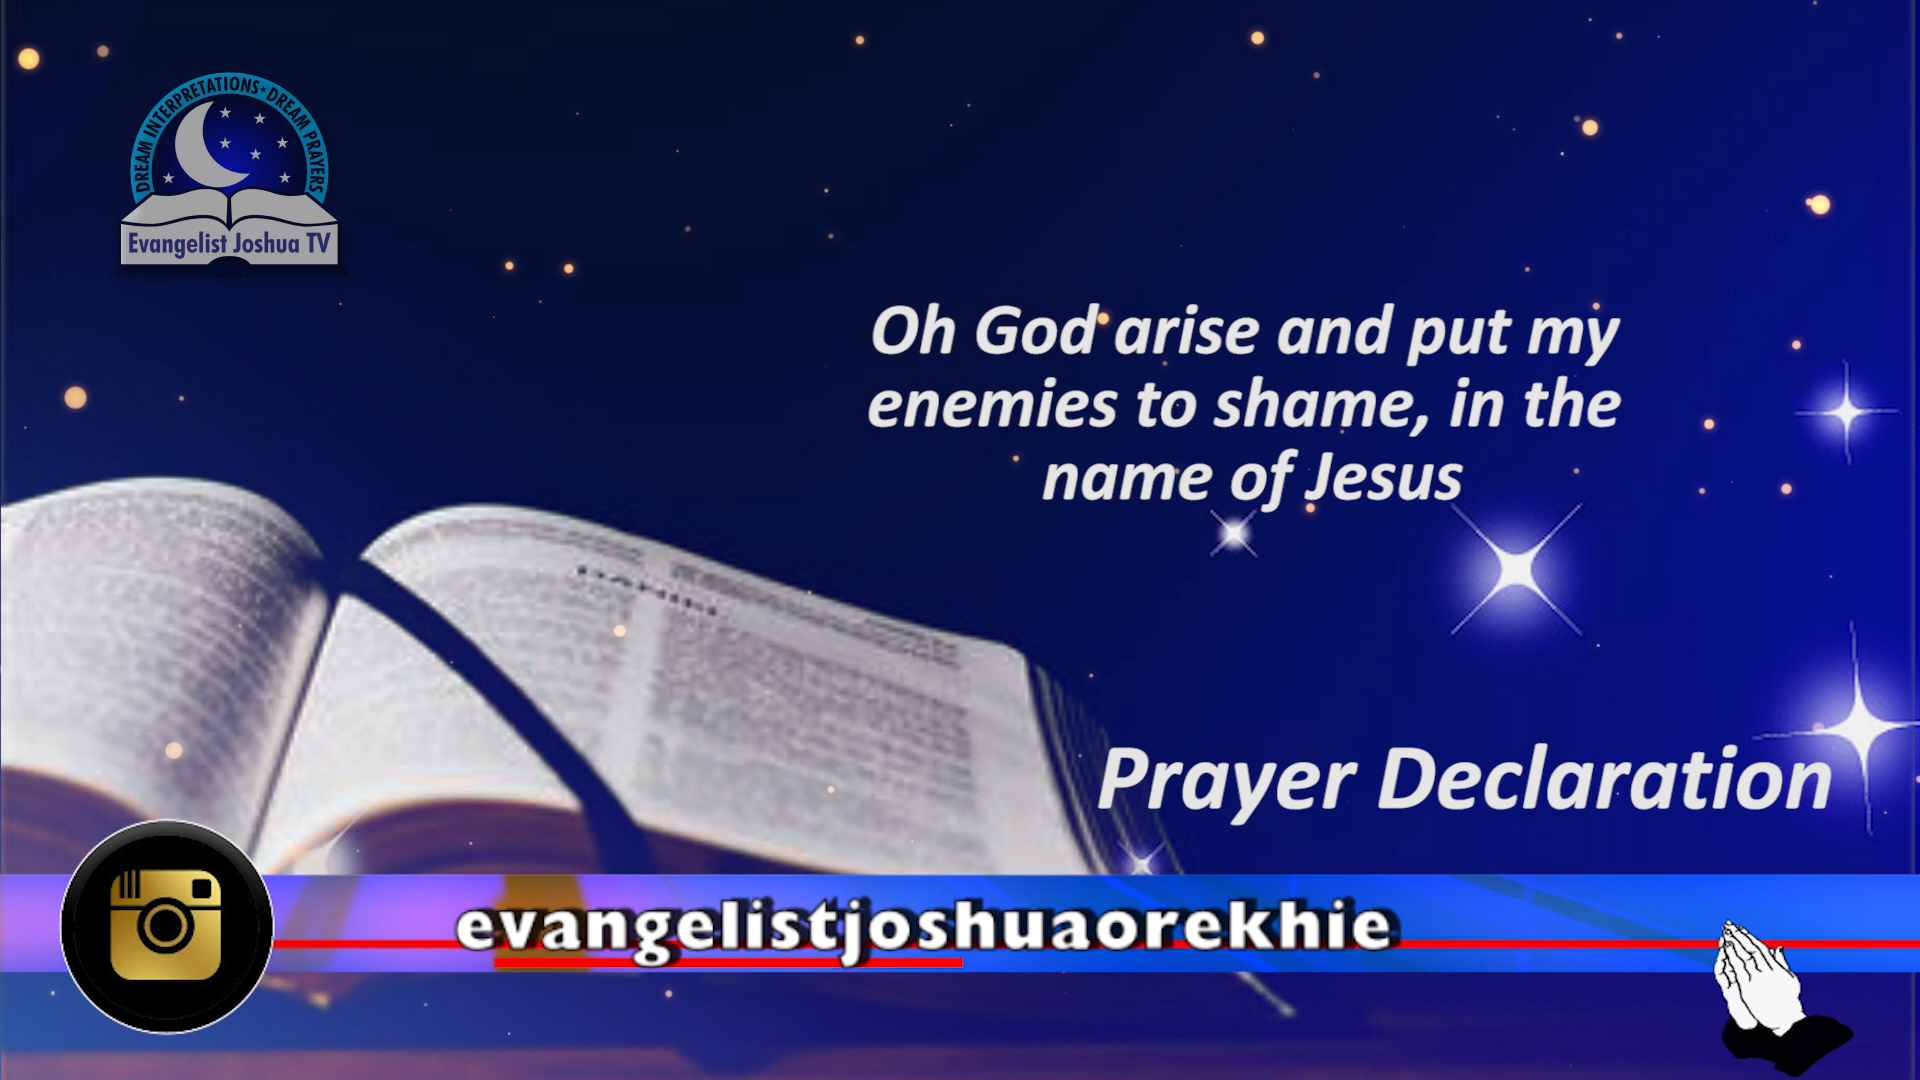 DREAM INTERPRETATIONS★DREAM PRAYERS
Evangelist Joshua TV
Oh God arise and put my
enemies to shame, in the
name of Jesus
Prayer Declaration
evangelistjoshuaorekhie